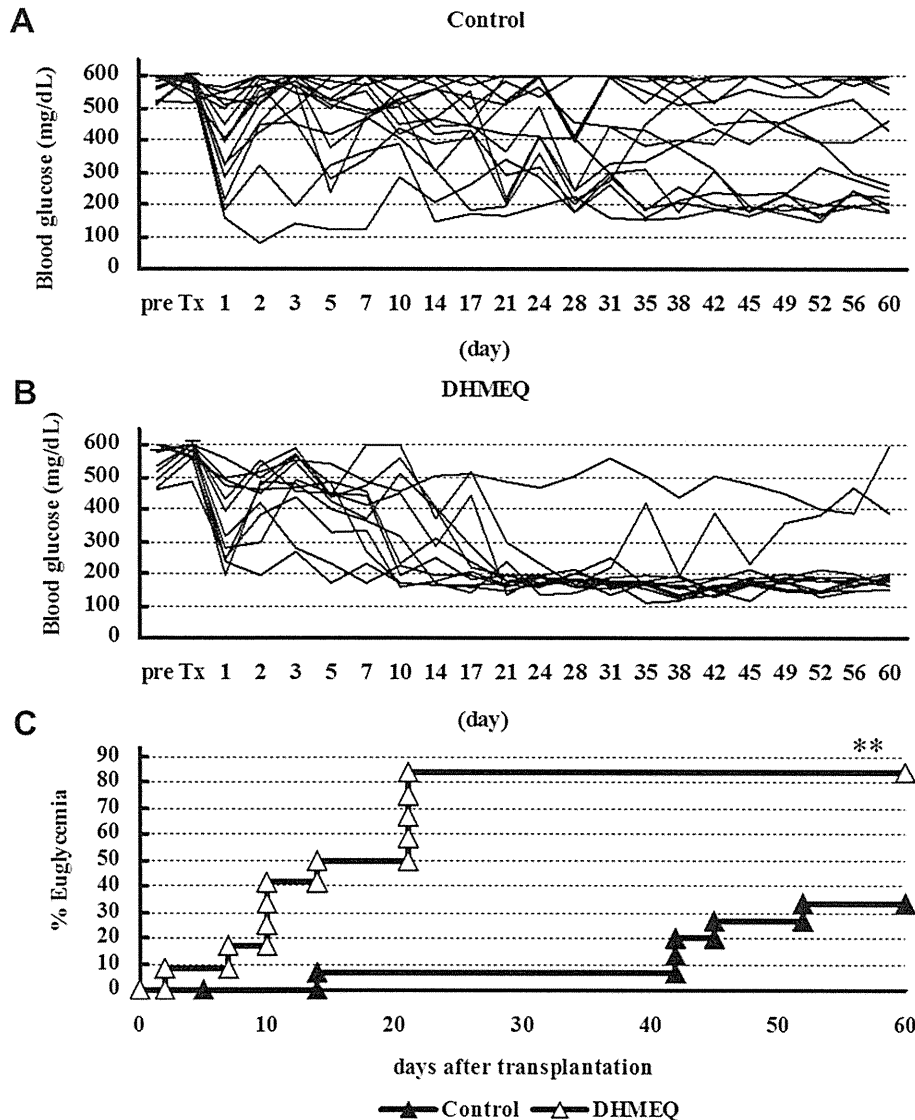 A
Control
Blood glucose (mg/dL)
600
500
400
300
200
100
0
pre Tx 1 2 3 5 7 10 14 17 21 24 28 31 35 38 42 45 49 52 56 60
(day)
B
DHMEQ
Blood glucose (mg/dL)
600
500
400
300
200
100
0
pre Tx 1 2 3 5 7 10 14 17 21 24 28 31 35 38 42 45 49 52 56 60
(day)
C
% Euglycemia
90
80
70
60
50
40
30
20
10
0
**
0 10 20 30 40 50 60
days after transplantation
Control DHMEQ